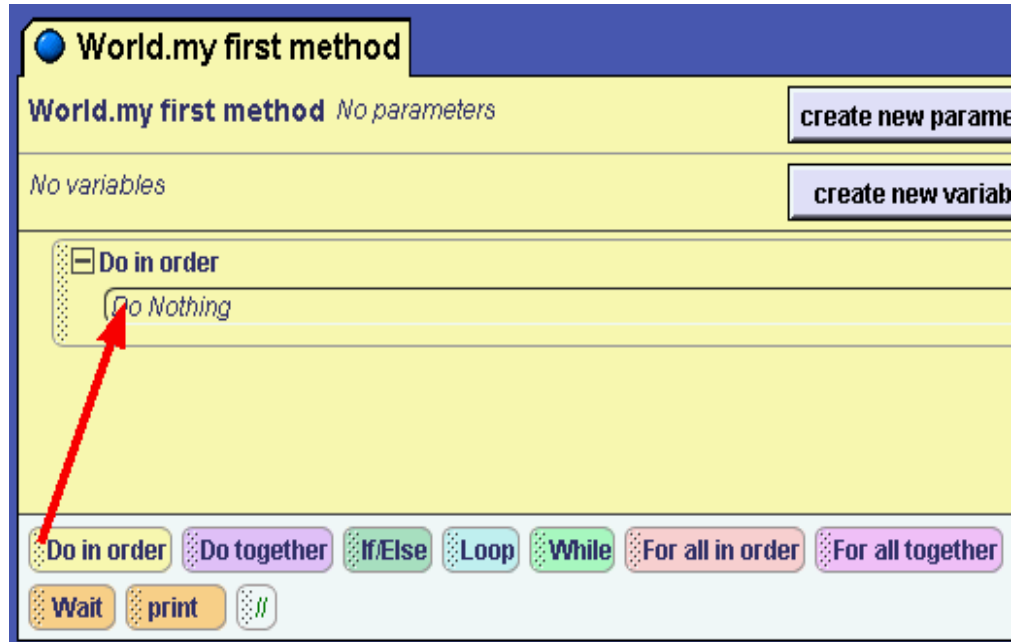 World.my first method
World.my first method No parameters
create new parame
No variables
create new variab
Do in order
Do Nothing
Do in order Do together If/Else Loop While For all in order For all together
Wait print //